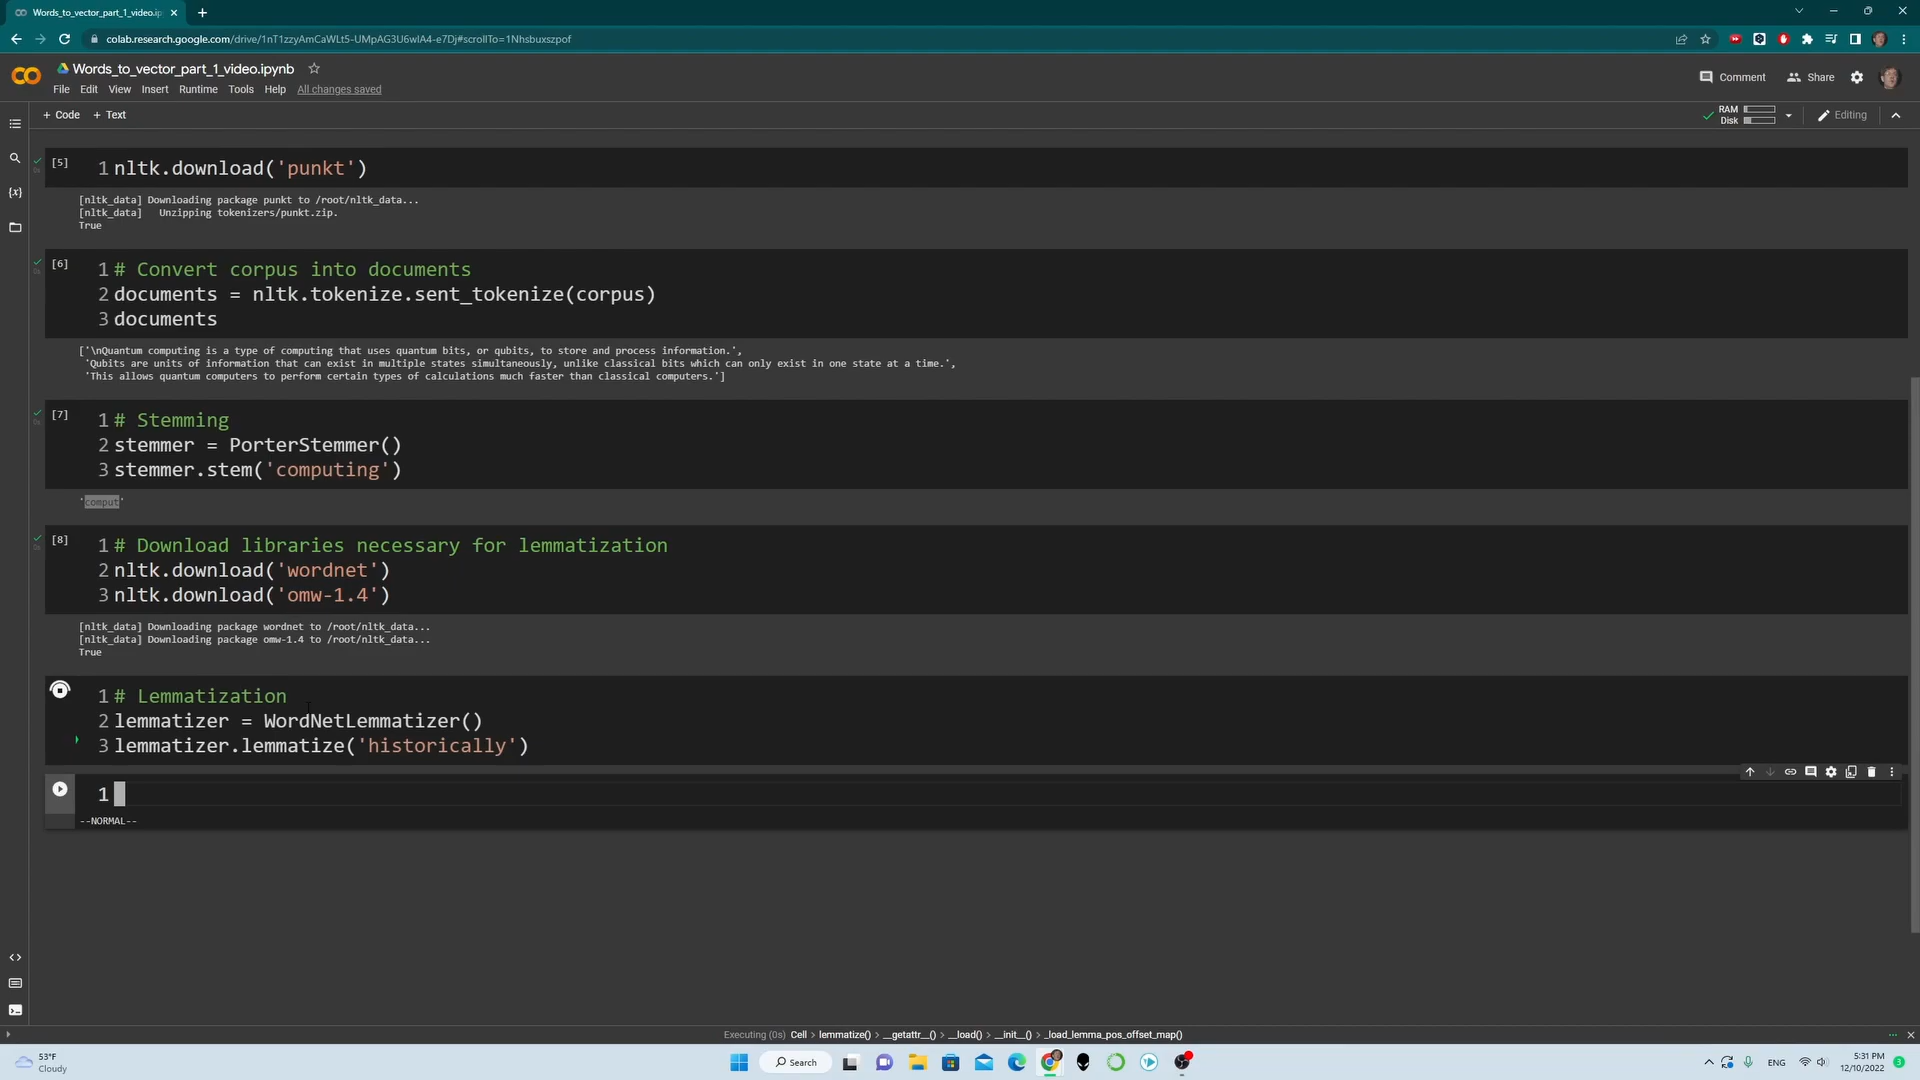 Words_to_vector_part_1_video.ip
colab.research.google.com/drive/1nT1zzyAmCaWLt5-UMpAG3U6wIA4-e7Dj#scrollTo=1Nhsbuxszpof
Words_to_vector_part_1_video.ipynb
Comment
Share
File Edit View Insert Runtime Tools Help All changes saved
+ Code + Text
RAM
Disk
Editing
[5]
1 nltk.download('punkt')
[nltk_data] Downloading package punkt to /root/nltk_data...
[nltk_data]   Unzipping tokenizers/punkt.zip.
True
[6]
1 # Convert corpus into documents
2 documents = nltk.tokenize.sent_tokenize(corpus)
3 documents
['\nQuantum computing is a type of computing that uses quantum bits, or qubits, to store and process information.',
'Qubits are units of information that can exist in multiple states simultaneously, unlike classical bits which can only exist in one state at a time.',
'This allows quantum computers to perform certain types of calculations much faster than classical computers.']
[7]
1 # Stemming
2 stemmer = PorterStemmer()
3 stemmer.stem('computing')
'comput'
[8]
1 # Download libraries necessary for lemmatization
2 nltk.download('wordnet')
3 nltk.download('omw-1.4')
[nltk_data] Downloading package wordnet to /root/nltk_data...
[nltk_data] Downloading package omw-1.4 to /root/nltk_data...
True
1 # Lemmatization
2 lemmatizer = WordNetLemmatizer()
3 lemmatizer.lemmatize('historically')
1
--NORMAL--
Executing (0s) Cell > lemmatize() > __getattr__() > __load() > __init__() > _load_lemma_pos_offset_map()
53°F
Cloudy
Search
ENG
5:31 PM
12/10/2022
3